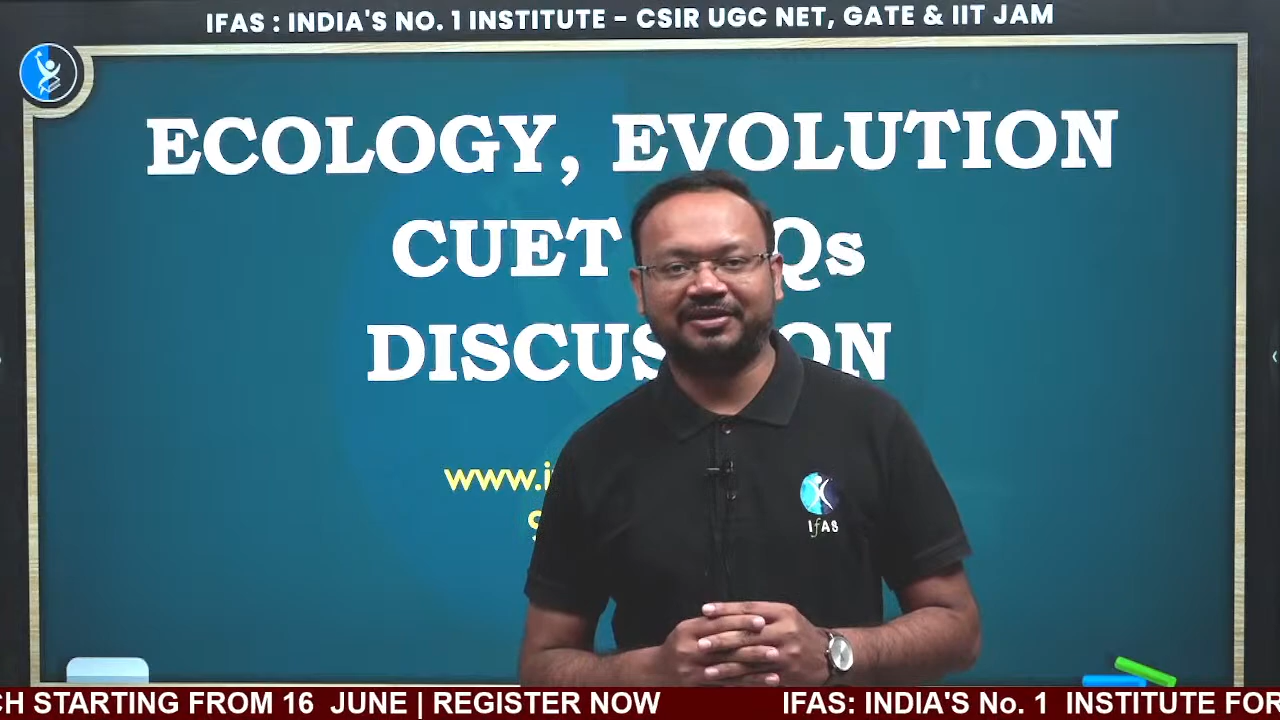 IFAS : INDIA'S NO. 1 INSTITUTE - CSIR UGC NET, GATE & IIT JAM
ECOLOGY, EVOLUTION
CUET Qs
DISCUS ON
www.i
IfAS
STARTING FROM 16 JUNE | REGISTER NOW IFAS: INDIA'S No. 1 INSTITUTE FOR